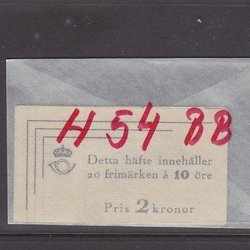 H 54 BB
Detta häfte innehåller
20 frimärken à 10 öre
Pris 2 kronor